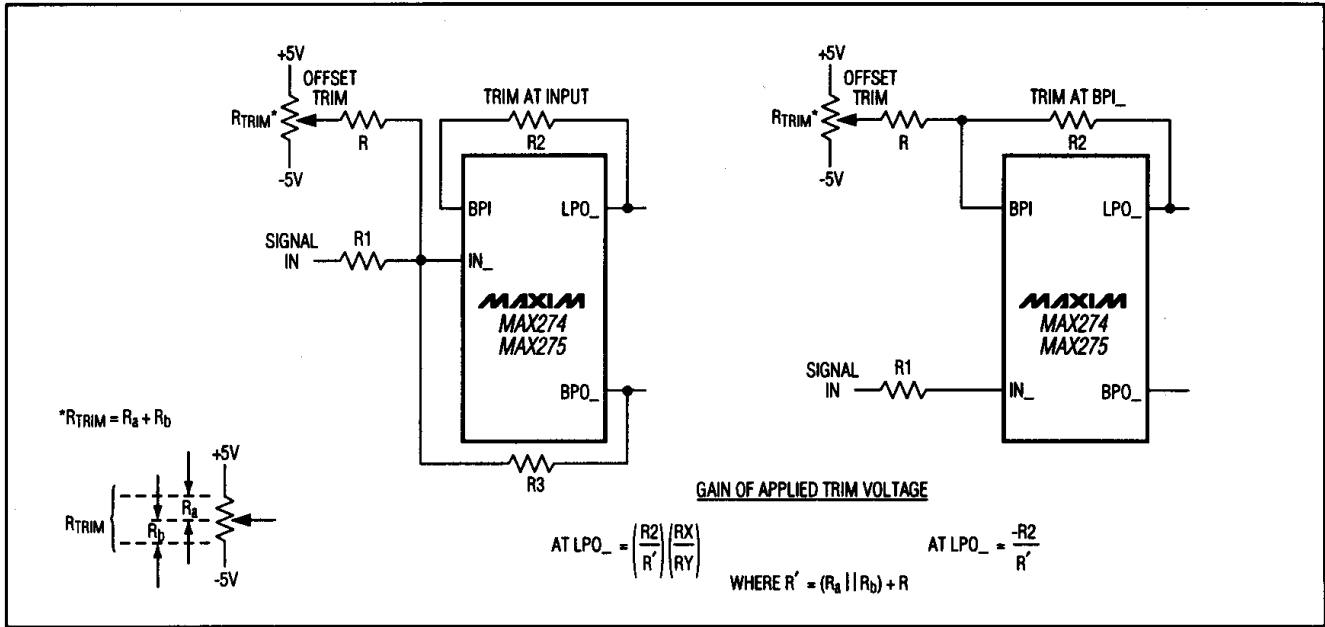 +5V
OFFSET
TRIM
RTRIM*
R
-5V
TRIM AT INPUT
R2
BPI
LPO_
SIGNAL
IN
R1
IN_
MAXIM
MAX274
MAX275
BPO_
R3
+5V
OFFSET
TRIM
RTRIM*
R
-5V
TRIM AT BPI_
R2
BPI
LPO_
MAXIM
MAX274
MAX275
SIGNAL
IN
R1
IN_
BPO_
*RTRIM = Ra + Rb
+5V
RTRIM
Ra
Rb
-5V
GAIN OF APPLIED TRIM VOLTAGE
AT LPO_ = (R2/R′) (RX/RY)
AT LPO_ = -R2/R′
WHERE R′ = (Ra || Rb) + R